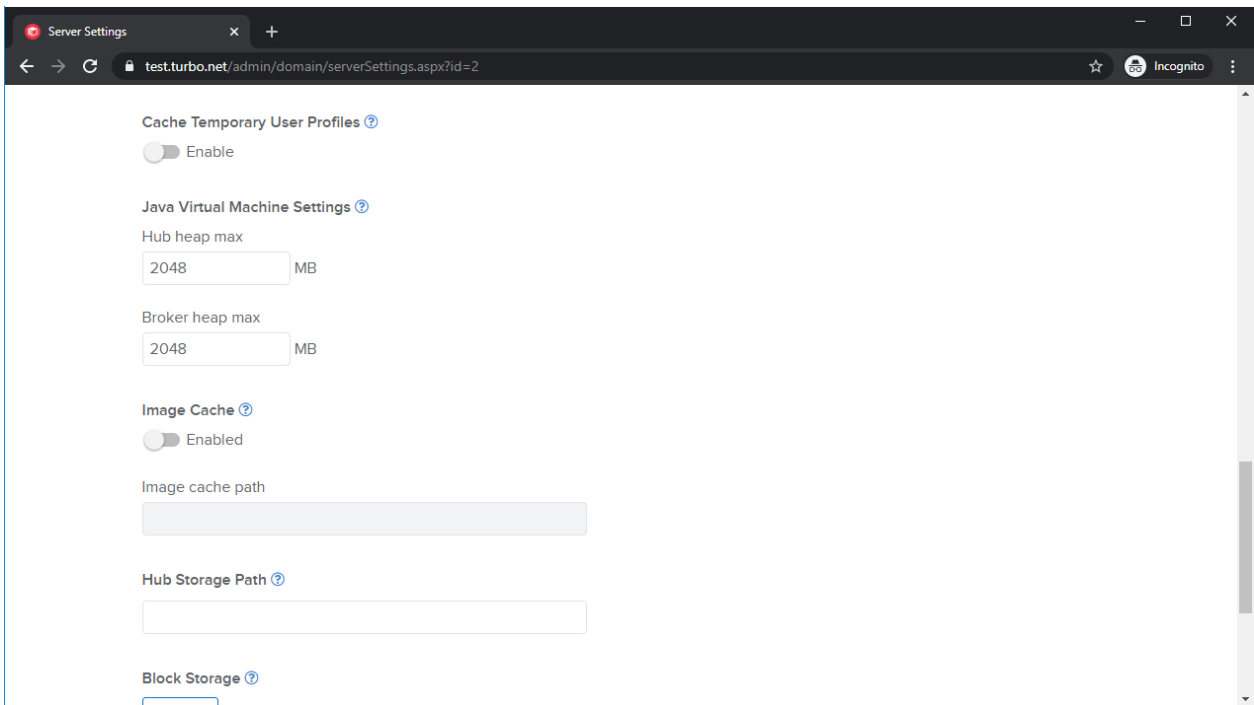 Server Settings
test.turbo.net/admin/domain/serverSettings.aspx?id=2
Incognito
Cache Temporary User Profiles
Enable
Java Virtual Machine Settings
Hub heap max
2048 MB
Broker heap max
2048 MB
Image Cache
Enabled
Image cache path
Hub Storage Path
Block Storage